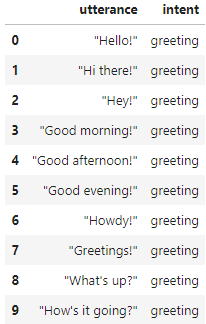 utterance intent
0 "Hello!" greeting
1 "Hi there!" greeting
2 "Hey!" greeting
3 "Good morning!" greeting
4 "Good afternoon!" greeting
5 "Good evening!" greeting
6 "Howdy!" greeting
7 "Greetings!" greeting
8 "What's up?" greeting
9 "How's it going?" greeting